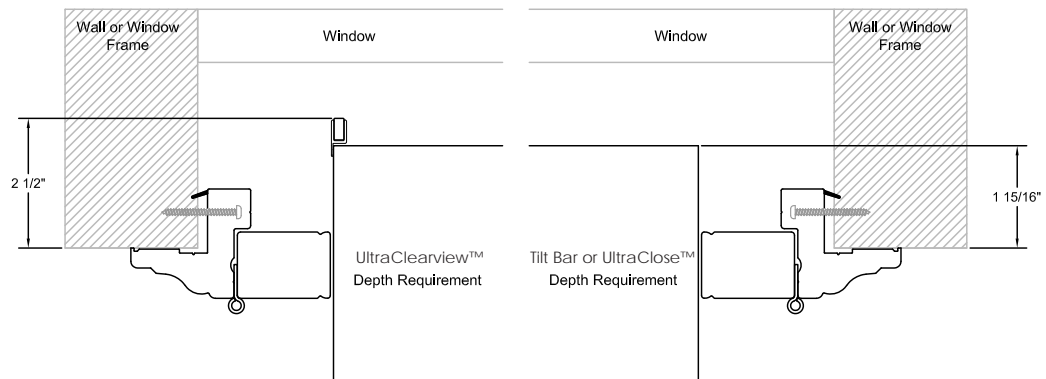 Wall or Window
Frame
Window
Window
Wall or Window
Frame
2 1/2"
1 15/16"
UltraClearview™
Depth Requirement
Tilt Bar or UltraClose™
Depth Requirement